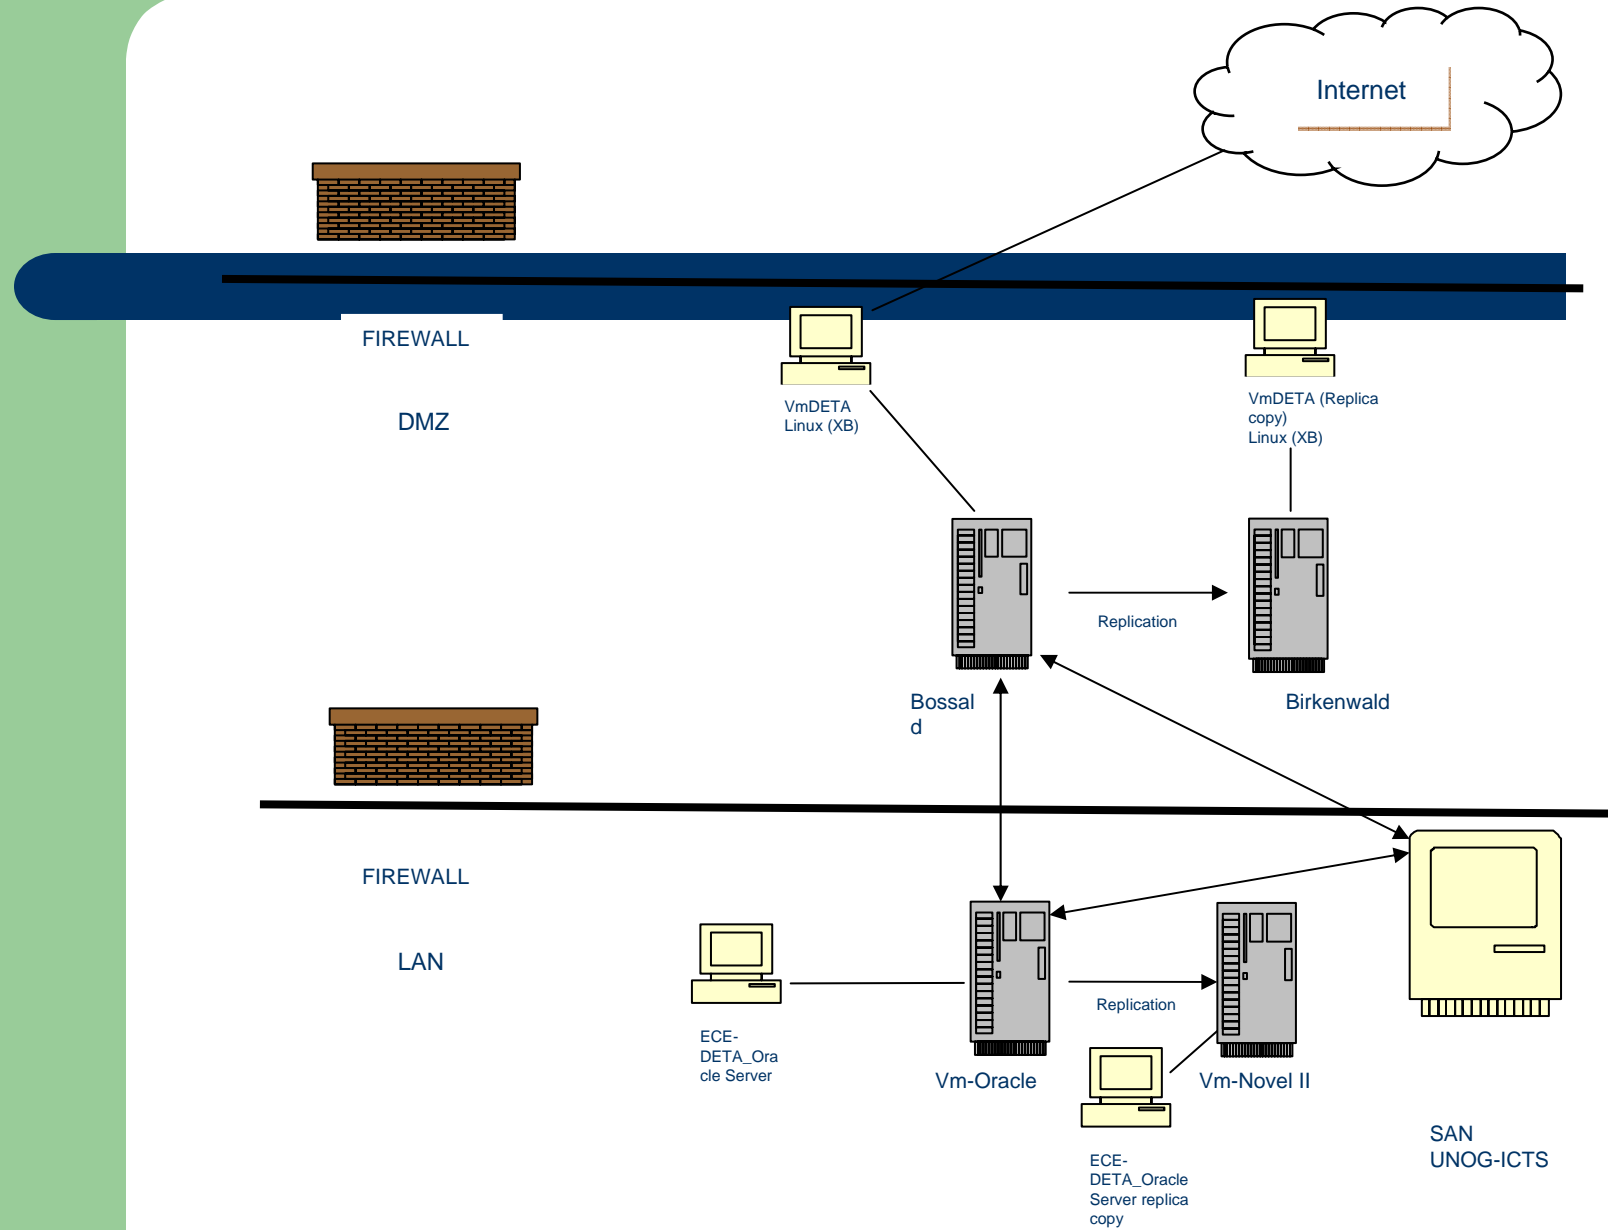 Internet
FIREWALL
DMZ
VmDETA
Linux (XB)
VmDETA (Replica
copy)
Linux (XB)
Replication
Bossal
d
Birkenwald
FIREWALL
LAN
ECE-
DETA_Ora
cle Server
Replication
Vm-Oracle
Vm-Novel II
ECE-
DETA_Oracle
Server replica
copy
SAN
UNOG-ICTS